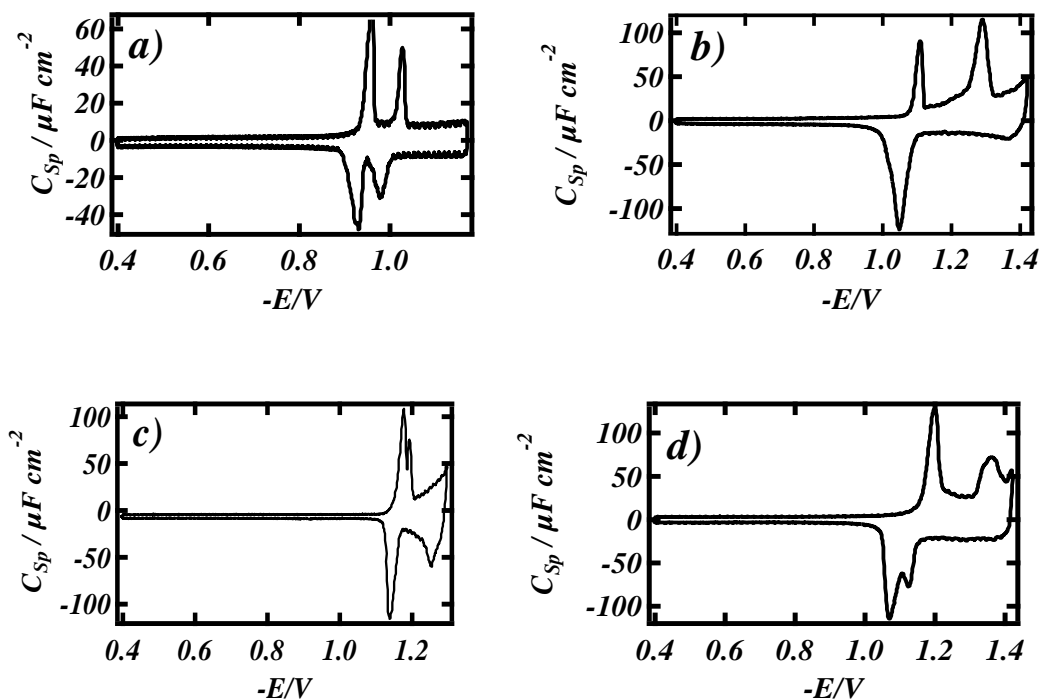 a)
C_Sp / μF cm^-2
60
40
20
0
-20
-40
0.4 0.6 0.8 1.0
-E/V
b)
C_Sp / μF cm^-2
100
50
0
-50
-100
0.4 0.6 0.8 1.0 1.2 1.4
-E/V
c)
C_Sp / μF cm^-2
100
50
0
-50
-100
0.4 0.6 0.8 1.0 1.2
-E/V
d)
C_Sp / μF cm^-2
100
50
0
-50
-100
0.4 0.6 0.8 1.0 1.2 1.4
-E/V